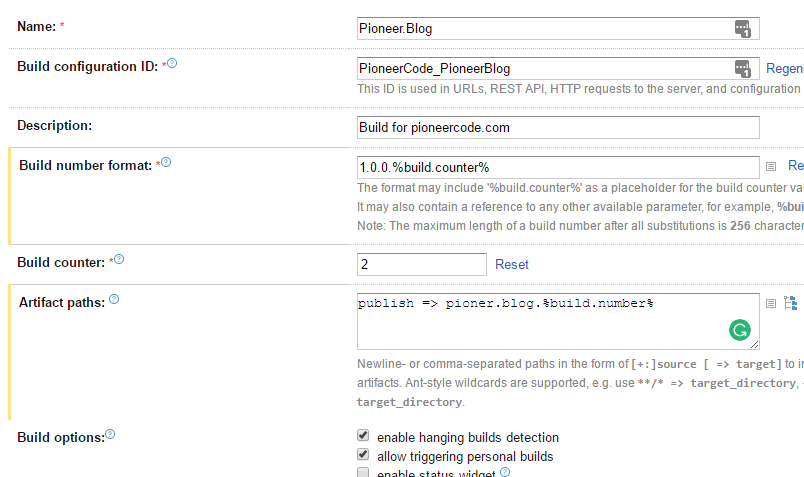 Name: *
Pioneer.Blog
Build configuration ID: *
PioneerCode_PioneerBlog
Regen
This ID is used in URLs, REST API, HTTP requests to the server, and configuration
Description:
Build for pioneercode.com
Build number format: *
1.0.0.%build.counter%
Re
The format may include '%build.counter%' as a placeholder for the build counter val
It may also contain a reference to any other available parameter, for example, %bui
Note: The maximum length of a build number after all substitutions is 256 character
Build counter: *
2
Reset
Artifact paths:
publish => pioner.blog.%build.number%
Newline- or comma-separated paths in the form of [+:]source [ => target] to in
artifacts. Ant-style wildcards are supported, e.g. use **/* => target_directory,
target_directory.
Build options:
enable hanging builds detection
allow triggering personal builds
enable status widget